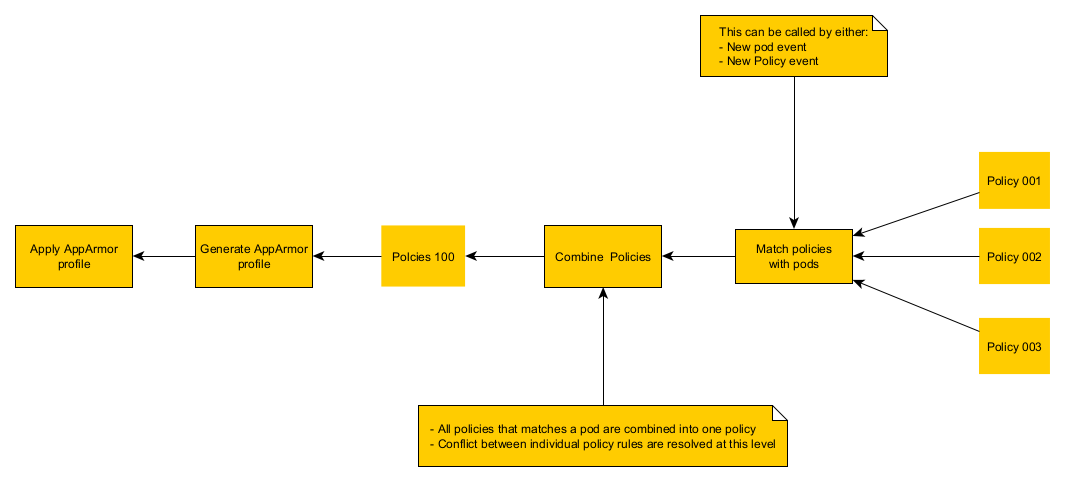 This can be called by either:
- New pod event
- New Policy event
Policy 001
Apply AppArmor
profile
Generate AppArmor
profile
Polcies 100
Combine  Policies
Match policies
with pods
Policy 002
Policy 003
- All policies that matches a pod are combined into one policy
- Conflict between individual policy rules are resolved at this level